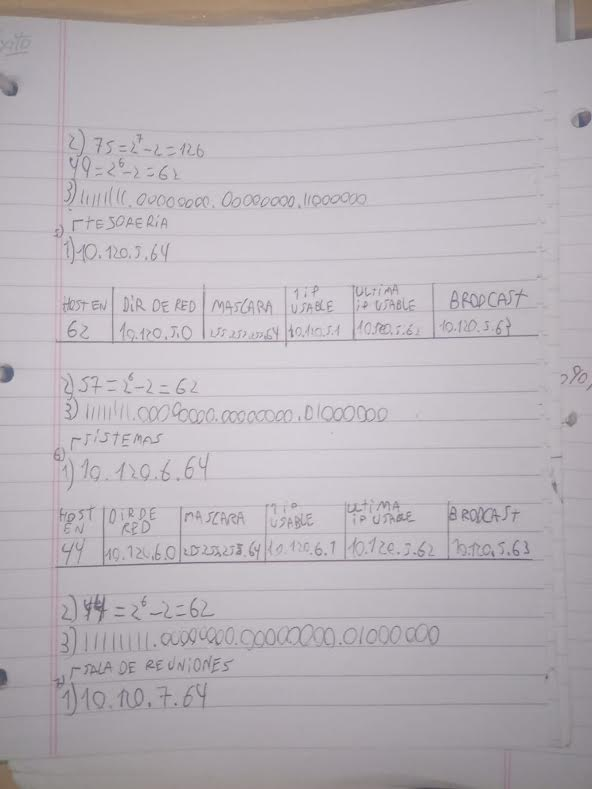 2) 75=2⁷-2=126
49=2⁶-2=62
3) 11111111.00000000.00000000.11000000
5) TESORERIA
1) 10.120.5.64
HOST EN | DIR DE RED | MASCARA | 1 iP USABLE | ULTIMA iP USABLE | BRODCAST
62 | 10.120.5.0 | 255.255.255.64 | 10.120.5.1 | 10.120.5.62 | 10.120.5.63
2) 57=2⁶-2=62
3) 11111111.00000000.00000000.01000000
6) SISTEMAS
1) 10.120.6.64
HOST EN | DIR DE RED | MASCARA | 1 iP USABLE | ULTIMA iP USABLE | BRODCAST
44 | 10.120.6.0 | 255.255.255.64 | 10.120.6.1 | 10.120.5.62 | 10.120.5.63
2) 44=2⁶-2=62
3) 111111111.00000000.00000000.01000000
7) SALA DE REUNIONES
1) 10.120.7.64